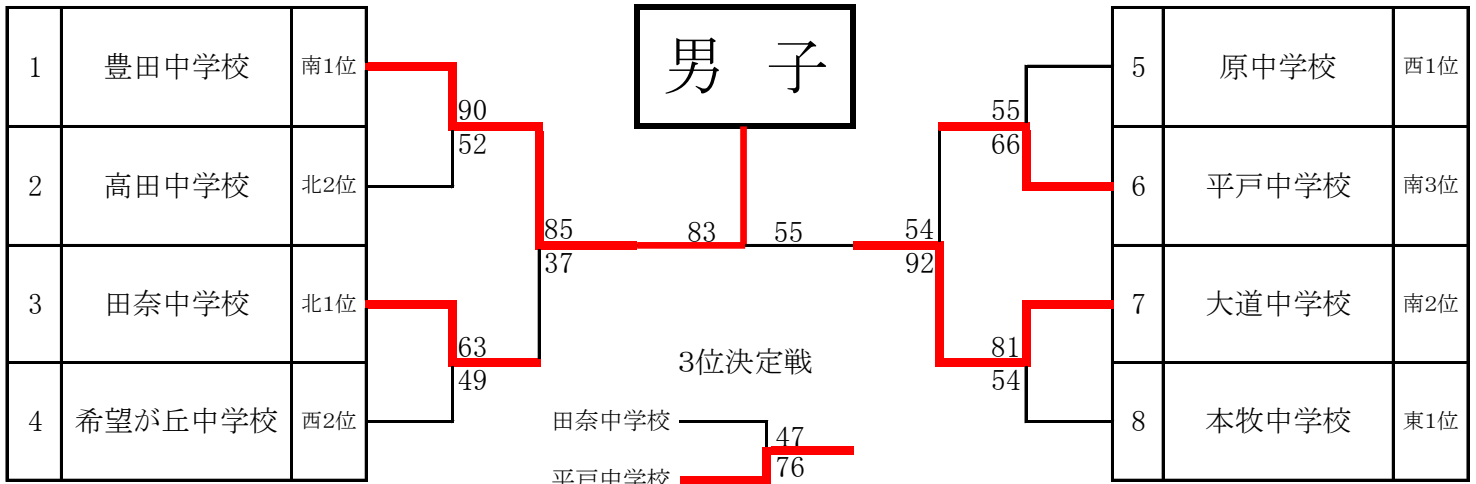 男 子
1 豊田中学校 南1位
2 高田中学校 北2位
3 田奈中学校 北1位
4 希望が丘中学校 西2位
90
52
63
49
85
37
83 55
54
92
55
66
81
54
5 原中学校 西1位
6 平戸中学校 南3位
7 大道中学校 南2位
8 本牧中学校 東1位
3位決定戦
田奈中学校
平戸中学校
47
76